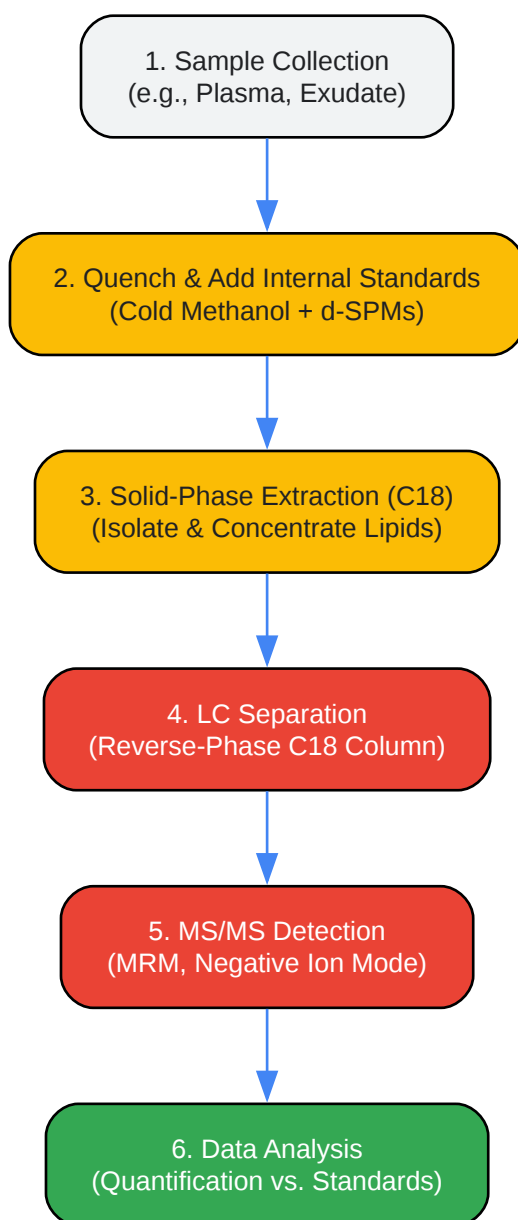 1. Sample Collection
(e.g., Plasma, Exudate)
2. Quench & Add Internal Standards
(Cold Methanol + d-SPMs)
3. Solid-Phase Extraction (C18)
(Isolate & Concentrate Lipids)
4. LC Separation
(Reverse-Phase C18 Column)
5. MS/MS Detection
(MRM, Negative Ion Mode)
6. Data Analysis
(Quantification vs. Standards)